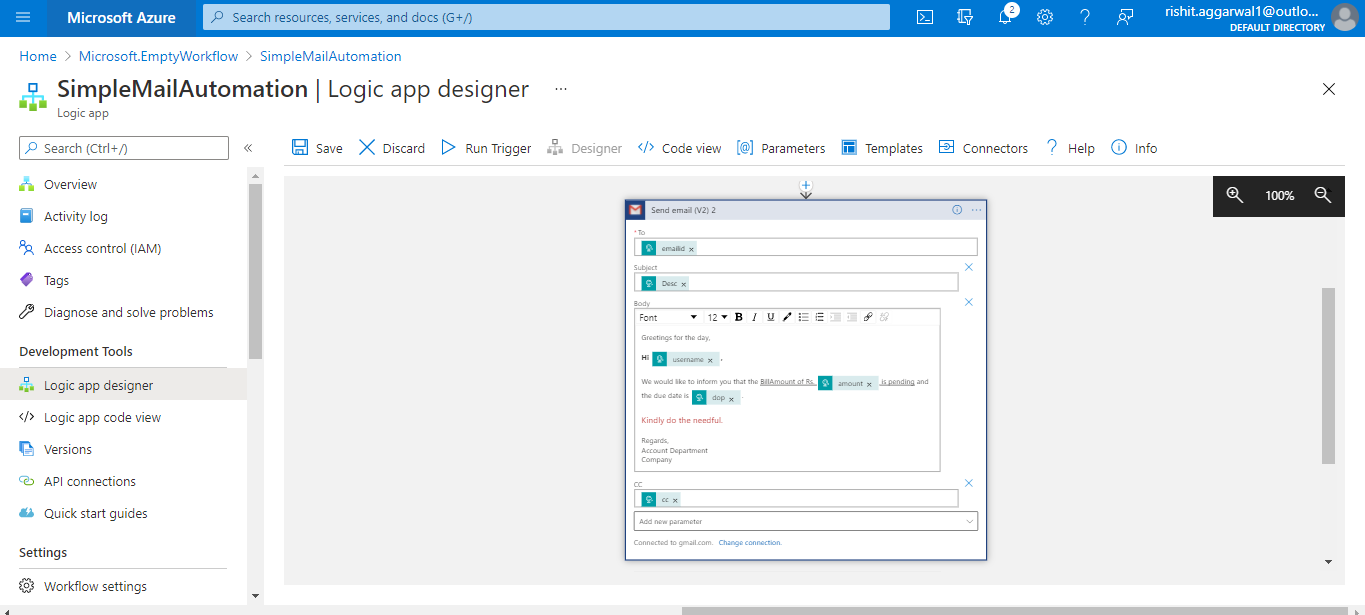 Microsoft Azure
Search resources, services, and docs (G+/)
2
rishit.aggarwal1@outlo...
DEFAULT DIRECTORY
Home > Microsoft.EmptyWorkflow > SimpleMailAutomation
SimpleMailAutomation | Logic app designer ...
Logic app
Search (Ctrl+/) «
Save Discard Run Trigger Designer Code view Parameters Templates Connectors Help Info
Overview
Activity log
Access control (IAM)
Tags
Diagnose and solve problems
Development Tools
Logic app designer
Logic app code view
Versions
API connections
Quick start guides
Settings
Workflow settings
100%
Send email (V2) 2
* To
emailid ×
Subject
Desc ×
Body
Font 12 B I U
Greetings for the day,
Hi username × ,
We would like to inform you that the BillAmount of Rs. amount × is pending and
the due date is dop × .
Kindly do the needful.
Regards,
Account Department
Company
CC
cc ×
Add new parameter
Connected to gmail.com. Change connection.